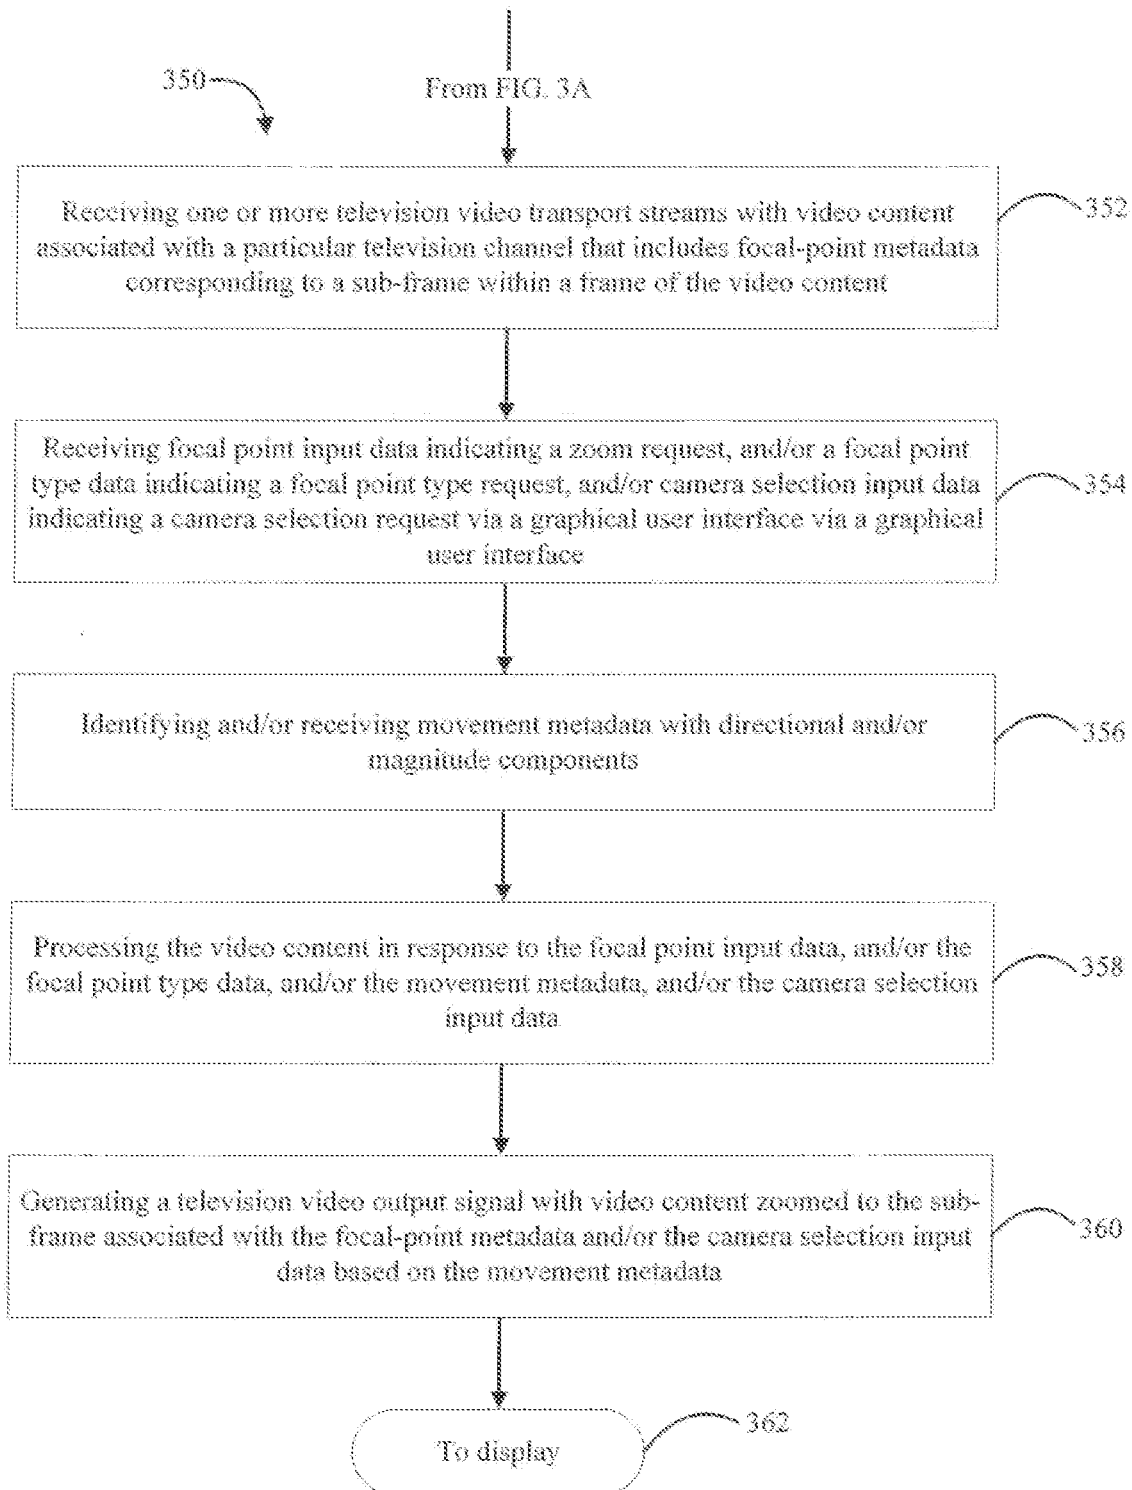 350
From FIG. 3A
Receiving one or more television video transport streams with video content
associated with a particular television channel that includes focal-point metadata
corresponding to a sub-frame within a frame of the video content
352
Receiving focal point input data indicating a zoom request, and/or a focal point
type data indicating a focal point type request, and/or camera selection input data
indicating a camera selection request via a graphical user interface via a graphical
user interface
354
Identifying and/or receiving movement metadata with directional and/or
magnitude components
356
Processing the video content in response to the focal point input data, and/or the
focal point type data, and/or the movement metadata, and/or the camera selection
input data
358
Generating a television video output signal with video content zoomed to the sub-
frame associated with the focal-point metadata and/or the camera selection input
data based on the movement metadata
360
To display
362